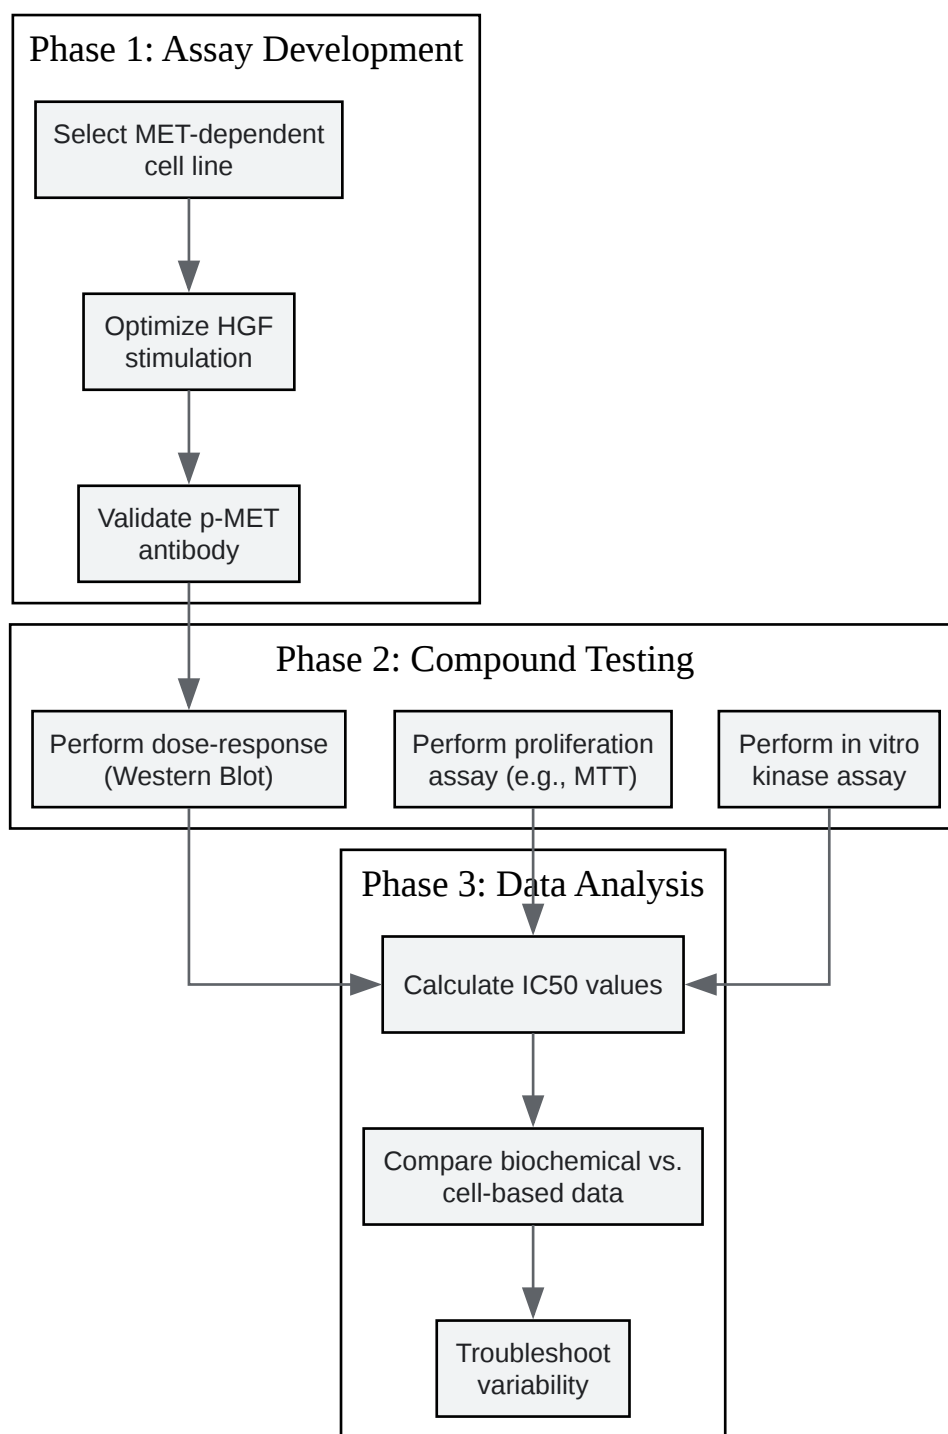 Phase 1: Assay Development
Select MET-dependent
cell line
Optimize HGF
stimulation
Validate p-MET
antibody
Phase 2: Compound Testing
Perform dose-response
(Western Blot)
Perform proliferation
assay (e.g., MTT)
Perform in vitro
kinase assay
Phase 3: Data Analysis
Calculate IC50 values
Compare biochemical vs.
cell-based data
Troubleshoot
variability